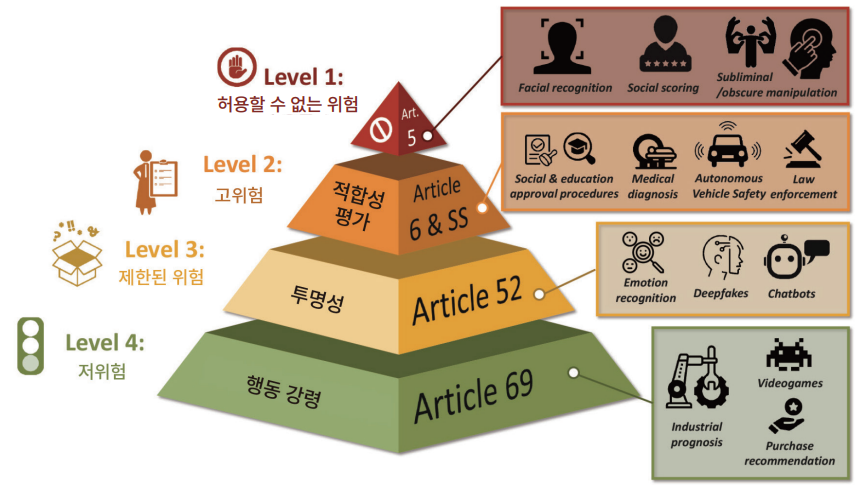 Level 1:
허용할 수 없는 위험
Art.
5
Facial recognition
Social scoring
Subliminal
/obscure manipulation
Level 2:
고위험
적합성
평가
Article
6 & SS
Social & education
approval procedures
Medical
diagnosis
Autonomous
Vehicle Safety
Law
enforcement
Level 3:
제한된 위험
투명성
Article 52
Emotion
recognition
Deepfakes
Chatbots
Level 4:
저위험
행동 강령
Article 69
Industrial
prognosis
Videogames
Purchase
recommendation